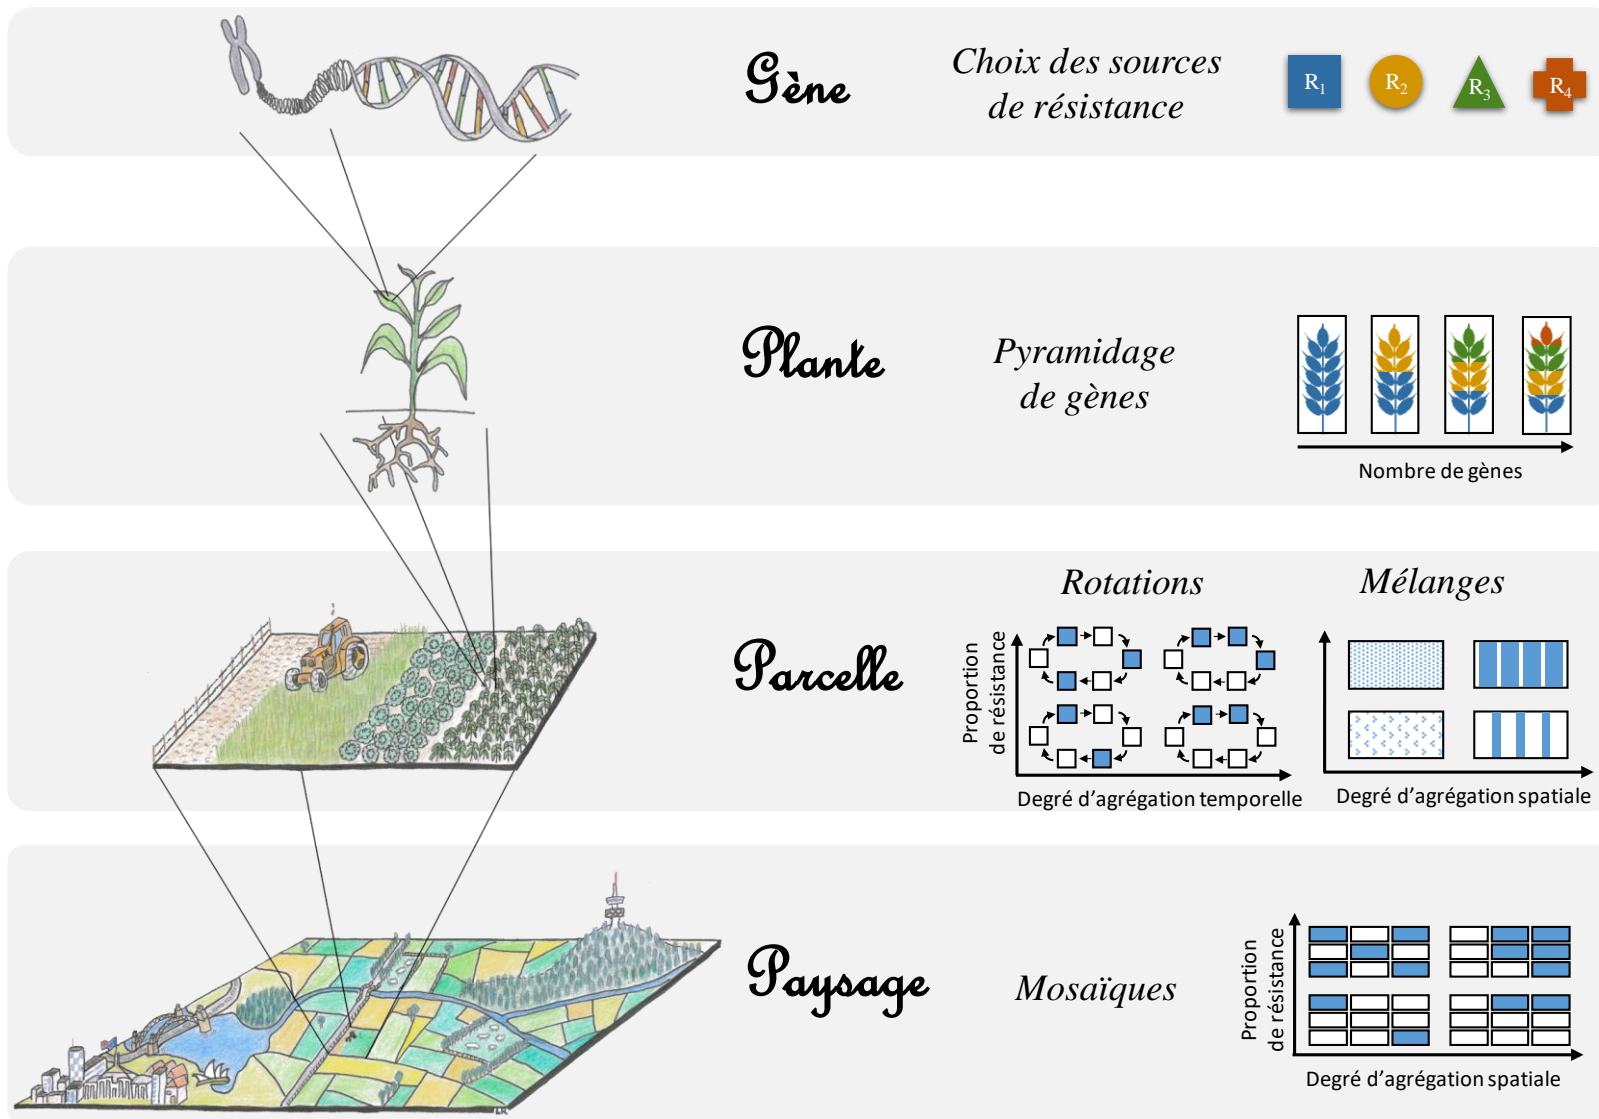 Gène
Choix des sources
de résistance
R1
R2
R3
R4
Plante
Pyramidage
de gènes
Nombre de gènes
Parcelle
Rotations
Proportion
de résistance
Degré d’agrégation temporelle
Mélanges
Degré d’agrégation spatiale
Paysage
Mosaïques
Proportion
de résistance
Degré d’agrégation spatiale
LR